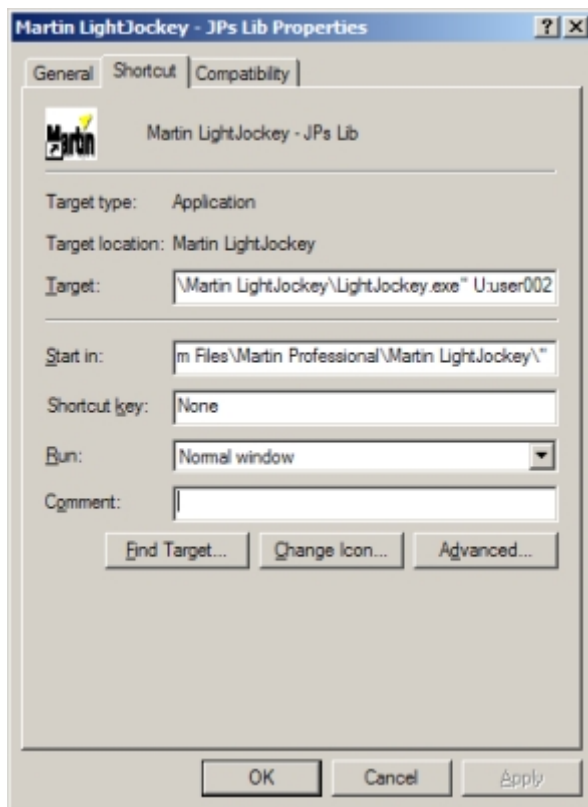 Martin LightJockey - JPs Lib Properties
General Shortcut Compatibility
Martin
Martin LightJockey - JPs Lib
Target type: Application
Target location: Martin LightJockey
Target: \Martin LightJockey\LightJockey.exe" U:user002
Start in: m Files\Martin Professional\Martin LightJockey\"
Shortcut key: None
Run: Normal window
Comment:
Find Target... Change Icon... Advanced...
OK Cancel Apply